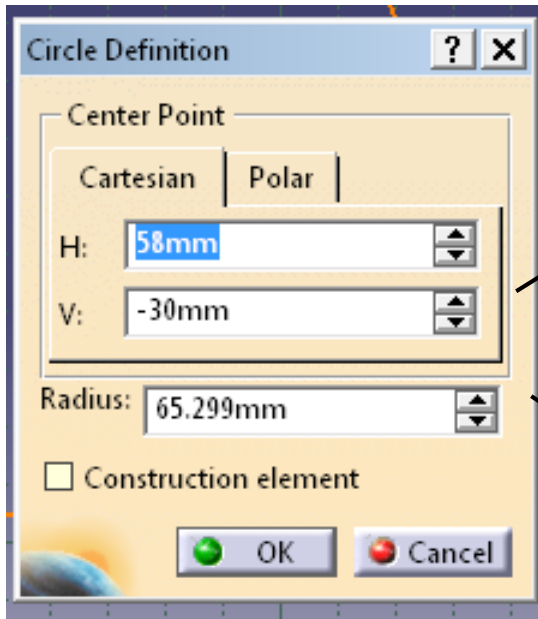 Circle Definition ? X
Center Point
Cartesian Polar
H: 58mm
V: -30mm
Radius: 65.299mm
Construction element
OK Cancel